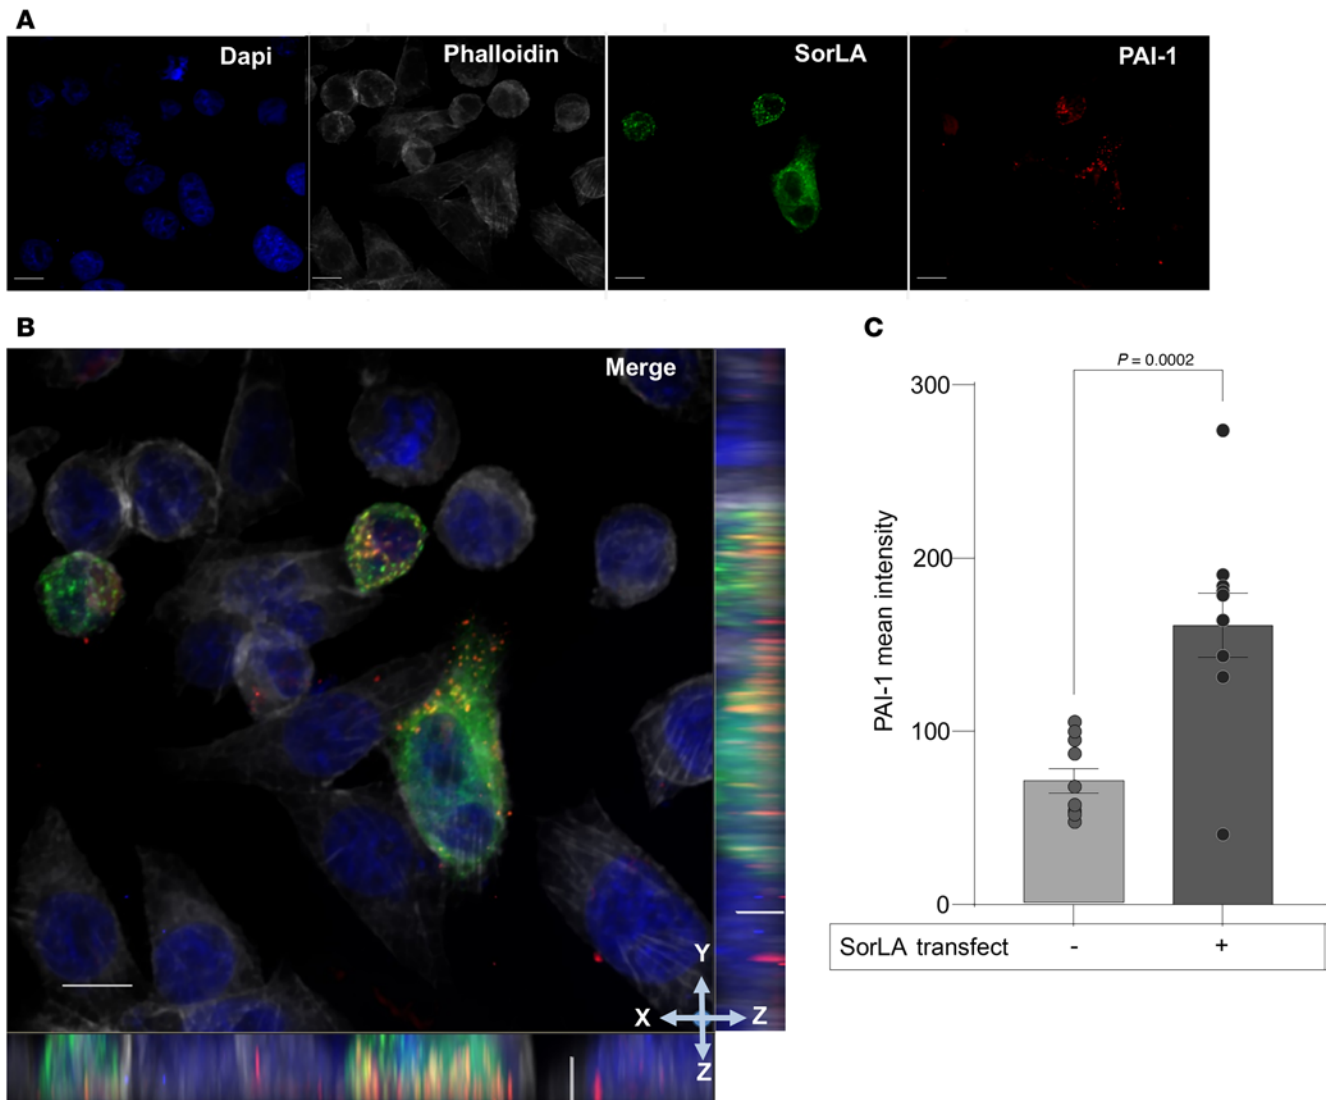 A
Dapi
Phalloidin
SorLA
PAI-1
B
Merge
Y
X
Z
Z
C
P = 0.0002
300
200
100
0
PAI-1 mean intensity
SorLA transfect - +